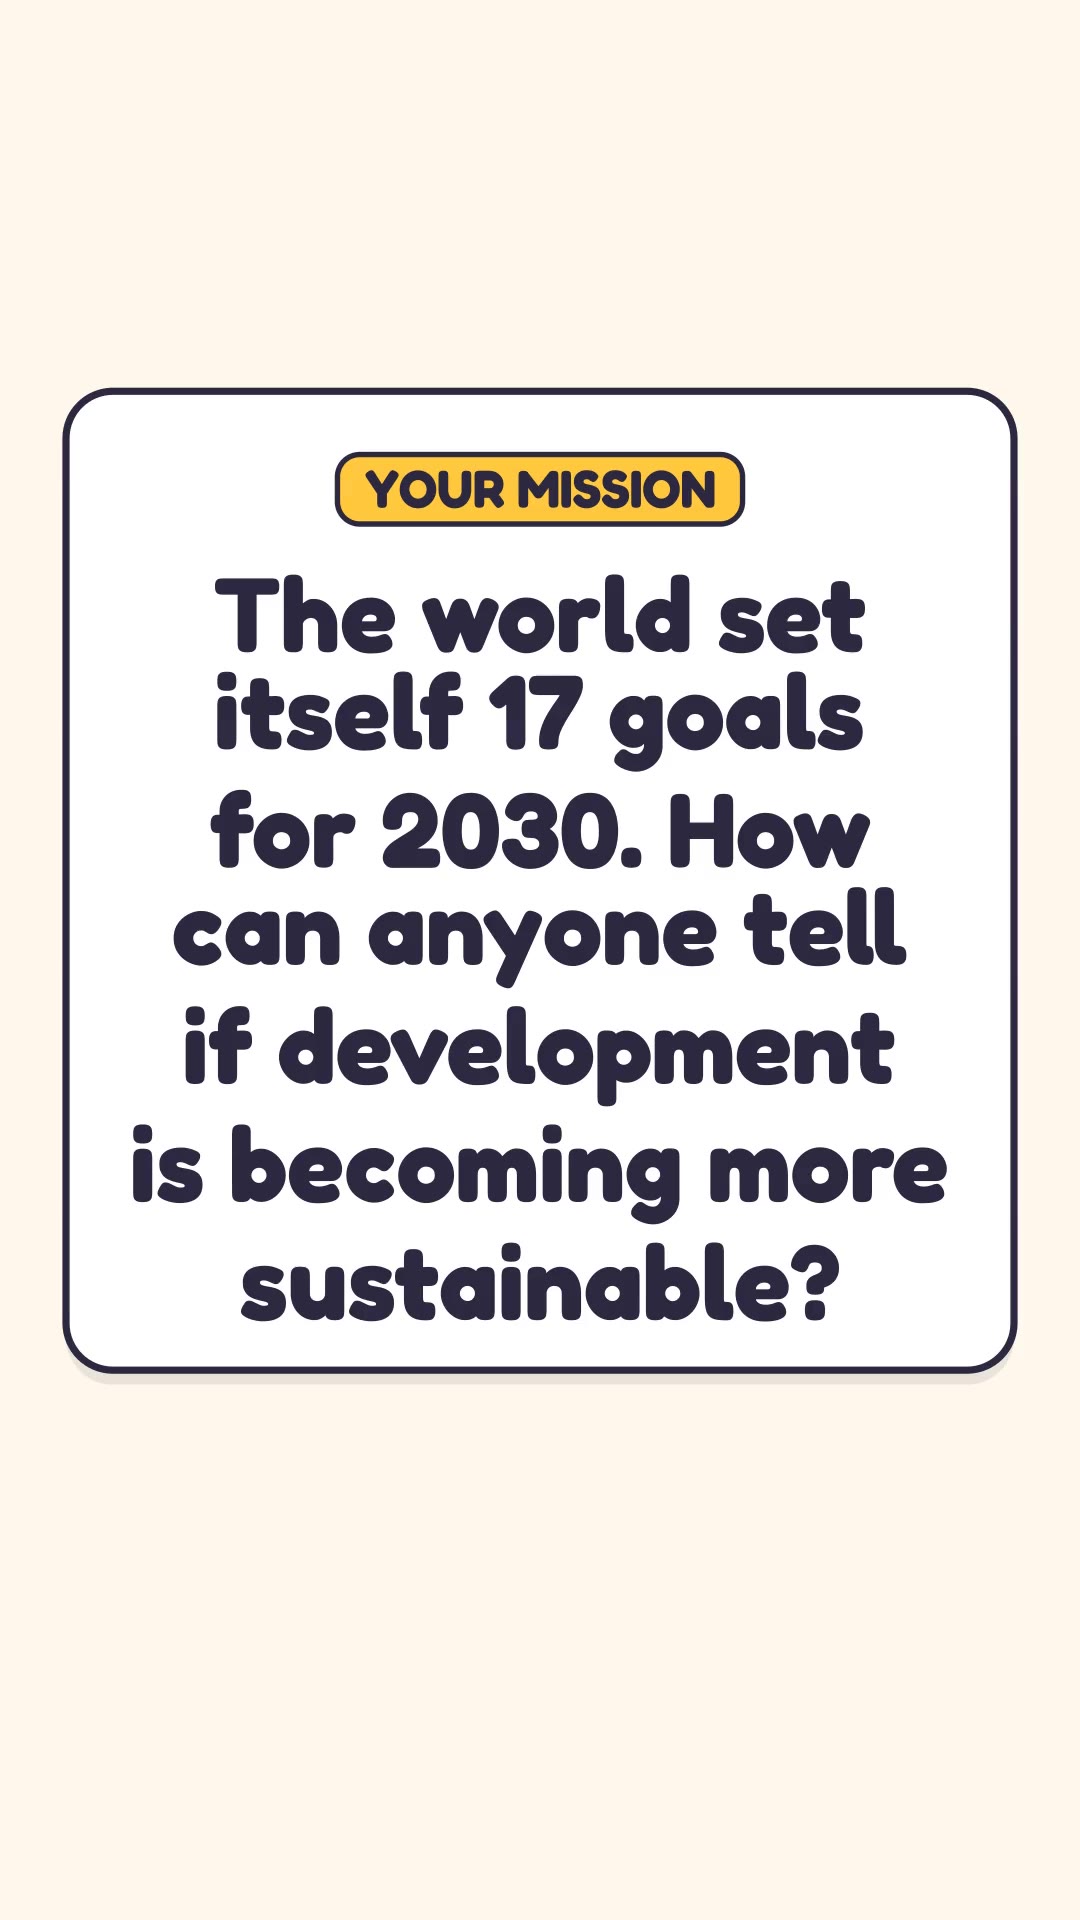 YOUR MISSION
The world set
itself 17 goals
for 2030. How
can anyone tell
if development
is becoming more
sustainable?